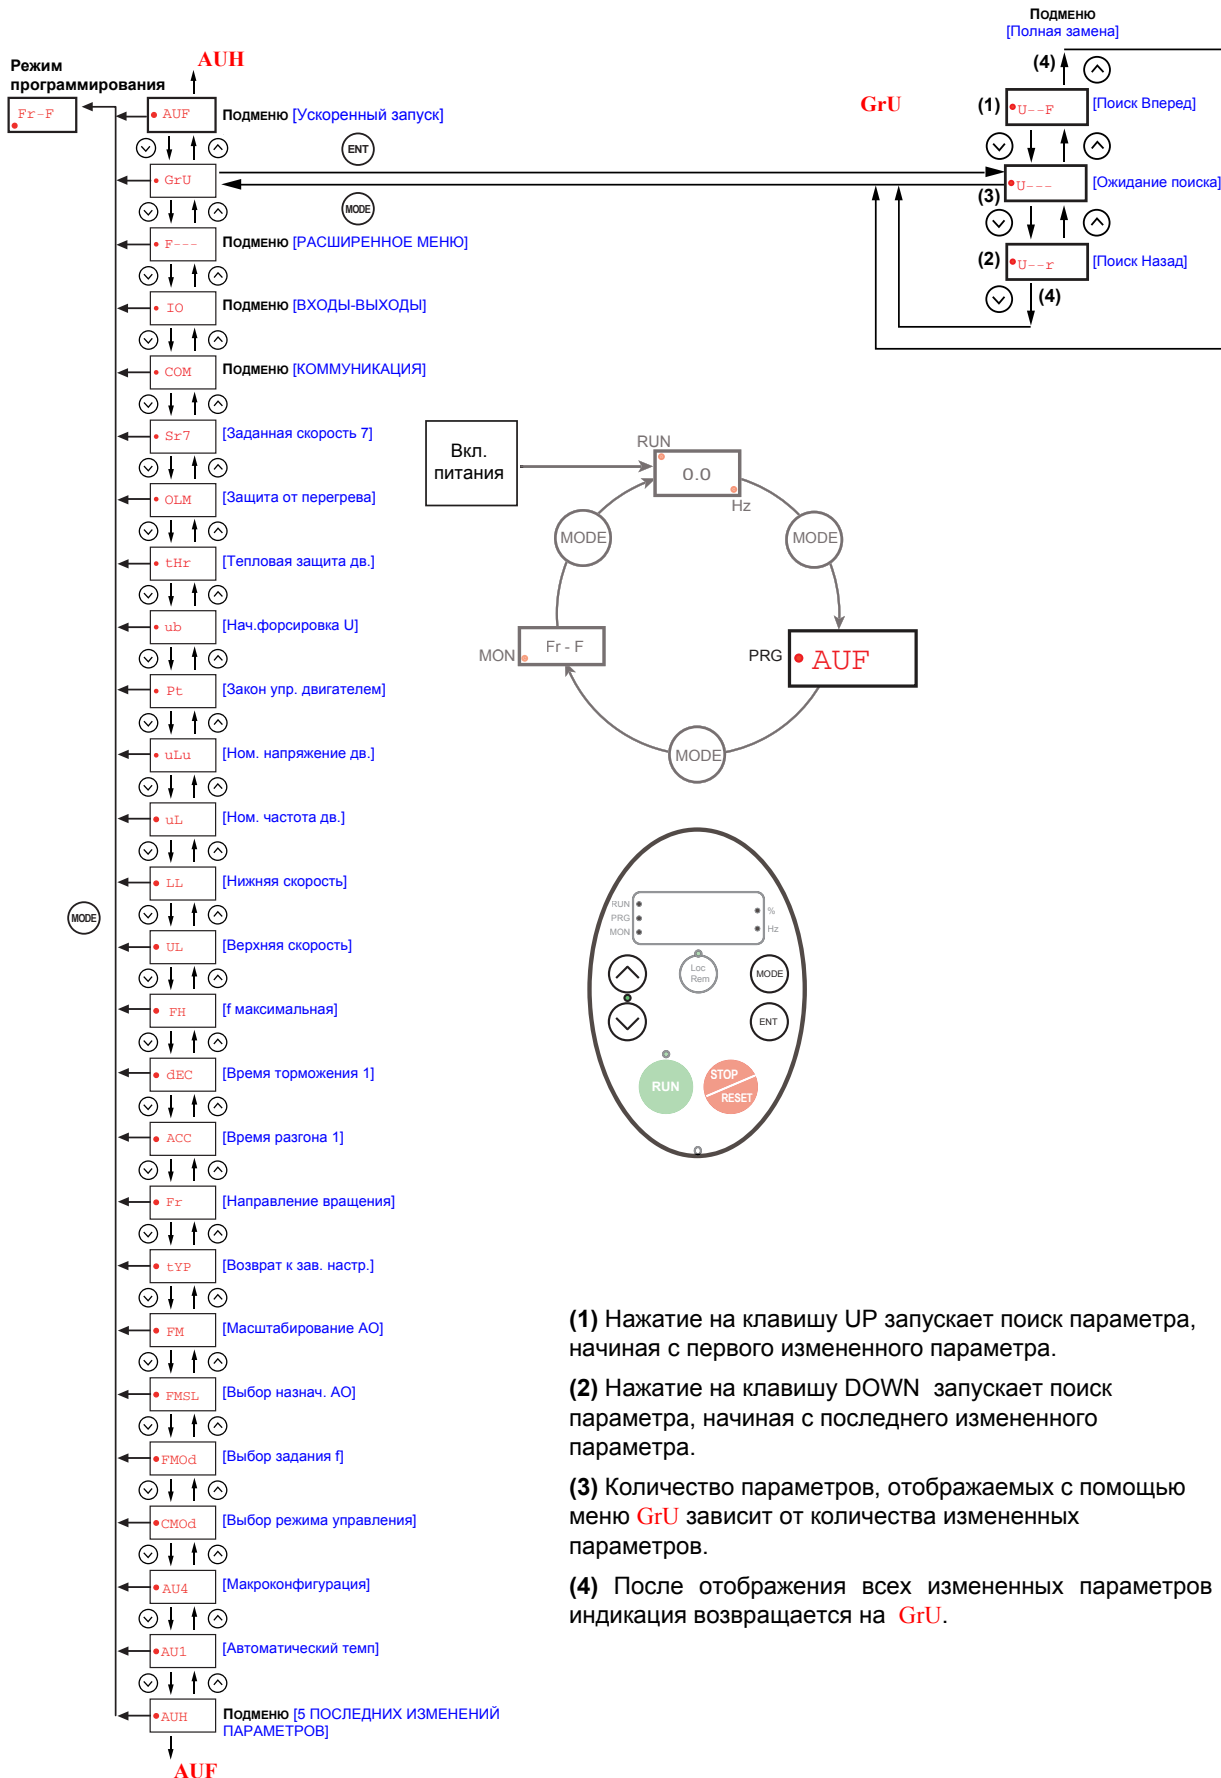 Подменю
[Полная замена]
AUH
Режим
программирования
Fr-F
AUF
Подменю [Ускоренный запуск]
GrU
(4)
(1)
U--F
[Поиск Вперед]
ENT
GrU
MODE
U---
[Ожидание поиска]
(3)
F---
Подменю [РАСШИРЕННОЕ МЕНЮ]
(2)
U--r
[Поиск Назад]
(4)
IO
Подменю [ВХОДЫ-ВЫХОДЫ]
COM
Подменю [КОММУНИКАЦИЯ]
Sr7
[Заданная скорость 7]
OLM
[Защита от перегрева]
tHr
[Тепловая защита дв.]
ub
[Нач.форсировка U]
Pt
[Закон упр. двигателем]
uLu
[Ном. напряжение дв.]
uL
[Ном. частота дв.]
LL
[Нижняя скорость]
MODE
UL
[Верхняя скорость]
FH
[f максимальная]
dEC
[Время торможения 1]
ACC
[Время разгона 1]
Fr
[Направление вращения]
tYP
[Возврат к зав. настр.]
FM
[Масштабирование АО]
FMSL
[Выбор назнач. АО]
FMOd
[Выбор задания f]
CMOd
[Выбор режима управления]
AU4
[Макроконфигурация]
AU1
[Автоматический темп]
AUH
Подменю [5 ПОСЛЕДНИХ ИЗМЕНЕНИЙ
ПАРАМЕТРОВ]
AUF
Вкл.
питания
RUN
0.0
Hz
MODE
MODE
MON
Fr - F
PRG
AUF
MODE
RUN
PRG
MON
%
Hz
Loc
Rem
MODE
ENT
RUN
STOP
RESET
(1) Нажатие на клавишу UP запускает поиск параметра,
начиная с первого измененного параметра.
(2) Нажатие на клавишу DOWN запускает поиск
параметра, начиная с последнего измененного
параметра.
(3) Количество параметров, отображаемых с помощью
меню GrU зависит от количества измененных
параметров.
(4) После отображения всех измененных параметров
индикация возвращается на GrU.